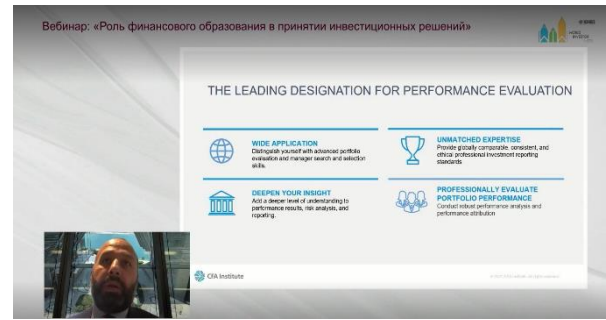 Вебинар: «Роль финансового образования в принятии инвестиционных решений»
THE LEADING DESIGNATION FOR PERFORMANCE EVALUATION
WIDE APPLICATION
Distinguish yourself with advanced portfolio
evaluation and manager search and selection
skills.
UNMATCHED EXPERTISE
Provide globally comparable, consistent, and
ethical professional investment reporting
standards
DEEPEN YOUR INSIGHT
Add a deeper level of understanding to
performance results, risk analysis, and
reporting.
PROFESSIONALLY EVALUATE
PORTFOLIO PERFORMANCE
Conduct robust performance analysis and
performance attribution
CFA Institute